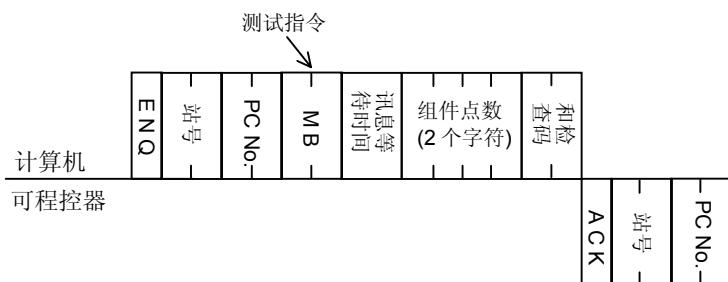 测试指令
ENQ
站号
PC No.
MB
讯息等
待时间
组件点数
(2 个字符)
和检
查码
计算机
可程控器
ACK
站号
PC No.